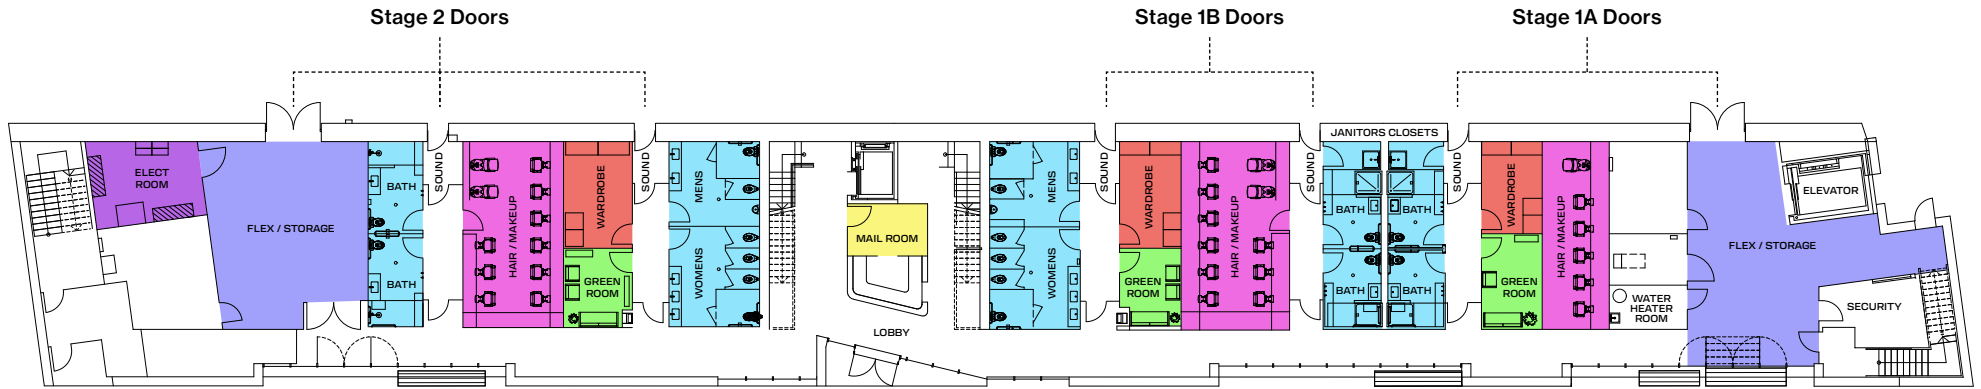 Stage 2 Doors
Stage 1B Doors
Stage 1A Doors
JANITORS CLOSETS
ELECT
ROOM
FLEX / STORAGE
BATH
BATH
SOUND
HAIR / MAKEUP
WARDROBE
GREEN
ROOM
SOUND
MENS
WOMENS
MAIL ROOM
LOBBY
MENS
WOMENS
SOUND
WARDROBE
GREEN
ROOM
HAIR / MAKEUP
SOUND
BATH
BATH
BATH
BATH
SOUND
WARDROBE
GREEN
ROOM
HAIR / MAKEUP
WATER
HEATER
ROOM
FLEX / STORAGE
ELEVATOR
SECURITY